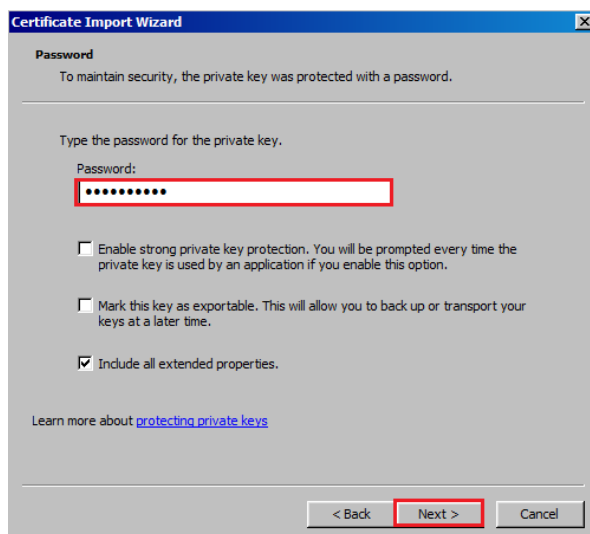 Certificate Import Wizard
Password
To maintain security, the private key was protected with a password.
Type the password for the private key.
Password:
••••••••••
Enable strong private key protection. You will be prompted every time the
private key is used by an application if you enable this option.
Mark this key as exportable. This will allow you to back up or transport your
keys at a later time.
Include all extended properties.
Learn more about protecting private keys
< Back Next > Cancel